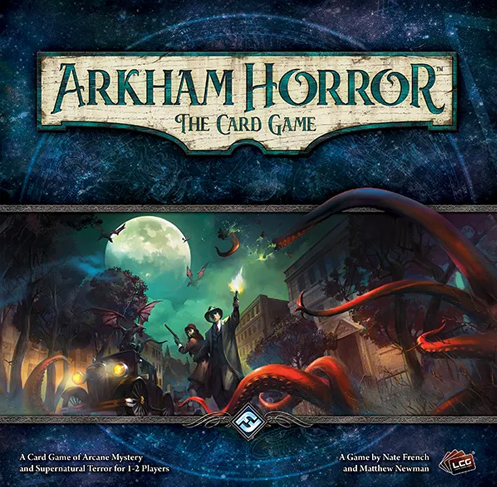 ARKHAM HORROR™
THE CARD GAME
A Card Game of Arcane Mystery
and Supernatural Terror for 1-2 Players
A Game by Nate French
and Matthew Newman
LCG